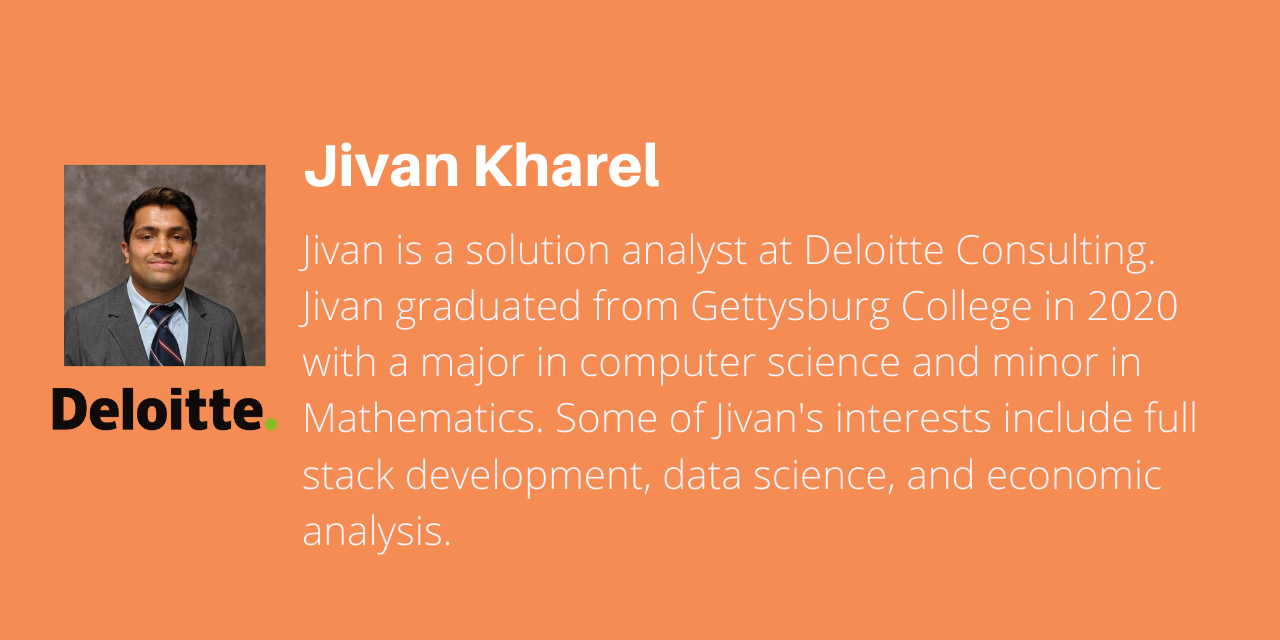 Jivan Kharel
Jivan is a solution analyst at Deloitte Consulting.
Jivan graduated from Gettysburg College in 2020
with a major in computer science and minor in
Mathematics. Some of Jivan's interests include full
stack development, data science, and economic
analysis.
Deloitte.